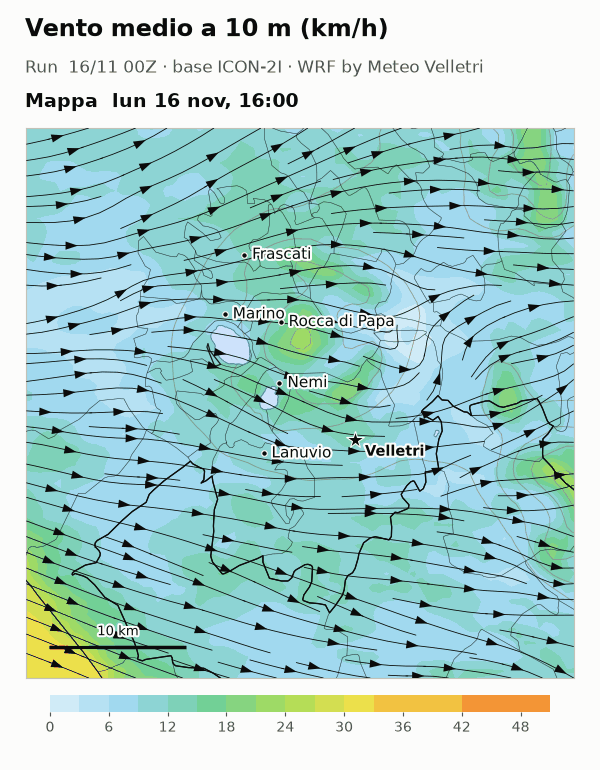 Vento medio a 10 m (km/h)
Run 16/11 00Z · base ICON-2I · WRF by Meteo Velletri
Mappa lun 16 nov, 16:00
Frascati
Marino
Rocca di Papa
Nemi
Velletri
Lanuvio
10 km
0 6 12 18 24 30 36 42 48